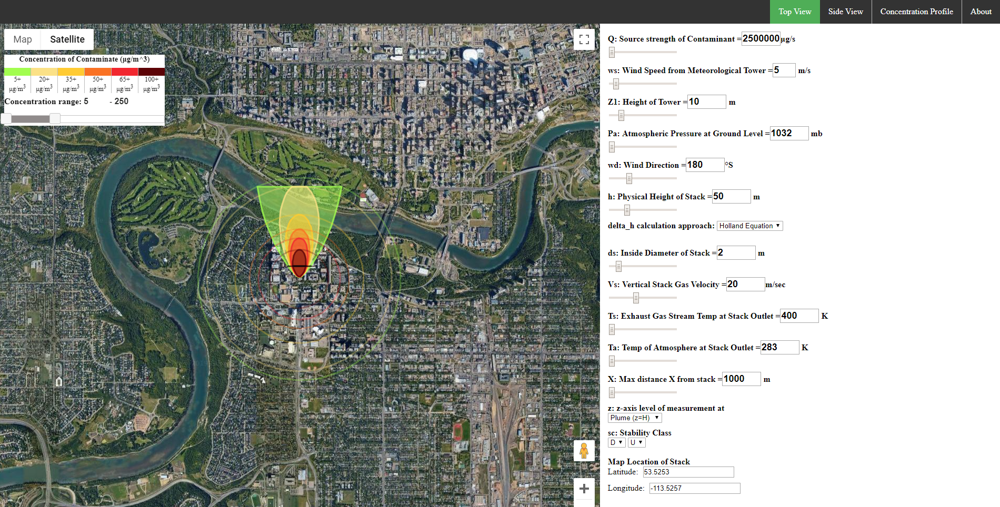 Top View
Side View
Concentration Profile
About
Map
Satellite
Concentration of Contaminate (µg/m^3)
5+ 20+ 35+ 50+ 65+ 100+
µg/m3 µg/m3 µg/m3 µg/m3 µg/m3 µg/m3
Concentration range: 5 - 250
Q: Source strength of Contaminant =2500000µg/s
ws: Wind Speed from Meteorological Tower =5 m/s
Z1: Height of Tower =10 m
Pa: Atmospheric Pressure at Ground Level =1032 mb
wd: Wind Direction =180 °S
h: Physical Height of Stack =50 m
delta_h calculation approach: Holland Equation
ds: Inside Diameter of Stack =2 m
Vs: Vertical Stack Gas Velocity =20 m/sec
Ts: Exhaust Gas Stream Temp at Stack Outlet =400 K
Ta: Temp of Atmosphere at Stack Outlet =283 K
X: Max distance X from stack =1000 m
z: z-axis level of measurement at
Plume (z=H)
sc: Stability Class
D U
Map Location of Stack
Latitude: 53.5253
Longitude: -113.5257